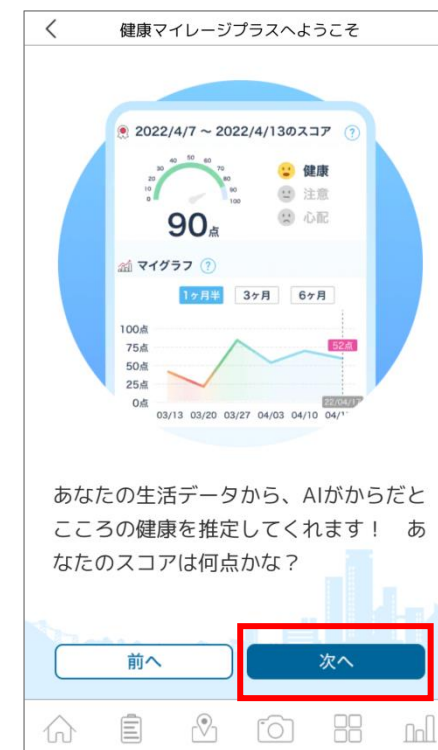 健康マイレージプラスへようこそ
2022/4/7 ~ 2022/4/13のスコア ?
0 10 20 30 40 50 60 70 80 90 100
90点
健康
注意
心配
マイグラフ ?
1ヶ月半 3ヶ月 6ヶ月
100点
75点
50点
25点
0点
52点
22/04/17
03/13 03/20 03/27 04/03 04/10 04/1
あなたの生活データから、AIがからだと
こころの健康を推定してくれます！　あ
なたのスコアは何点かな？
前へ 次へ